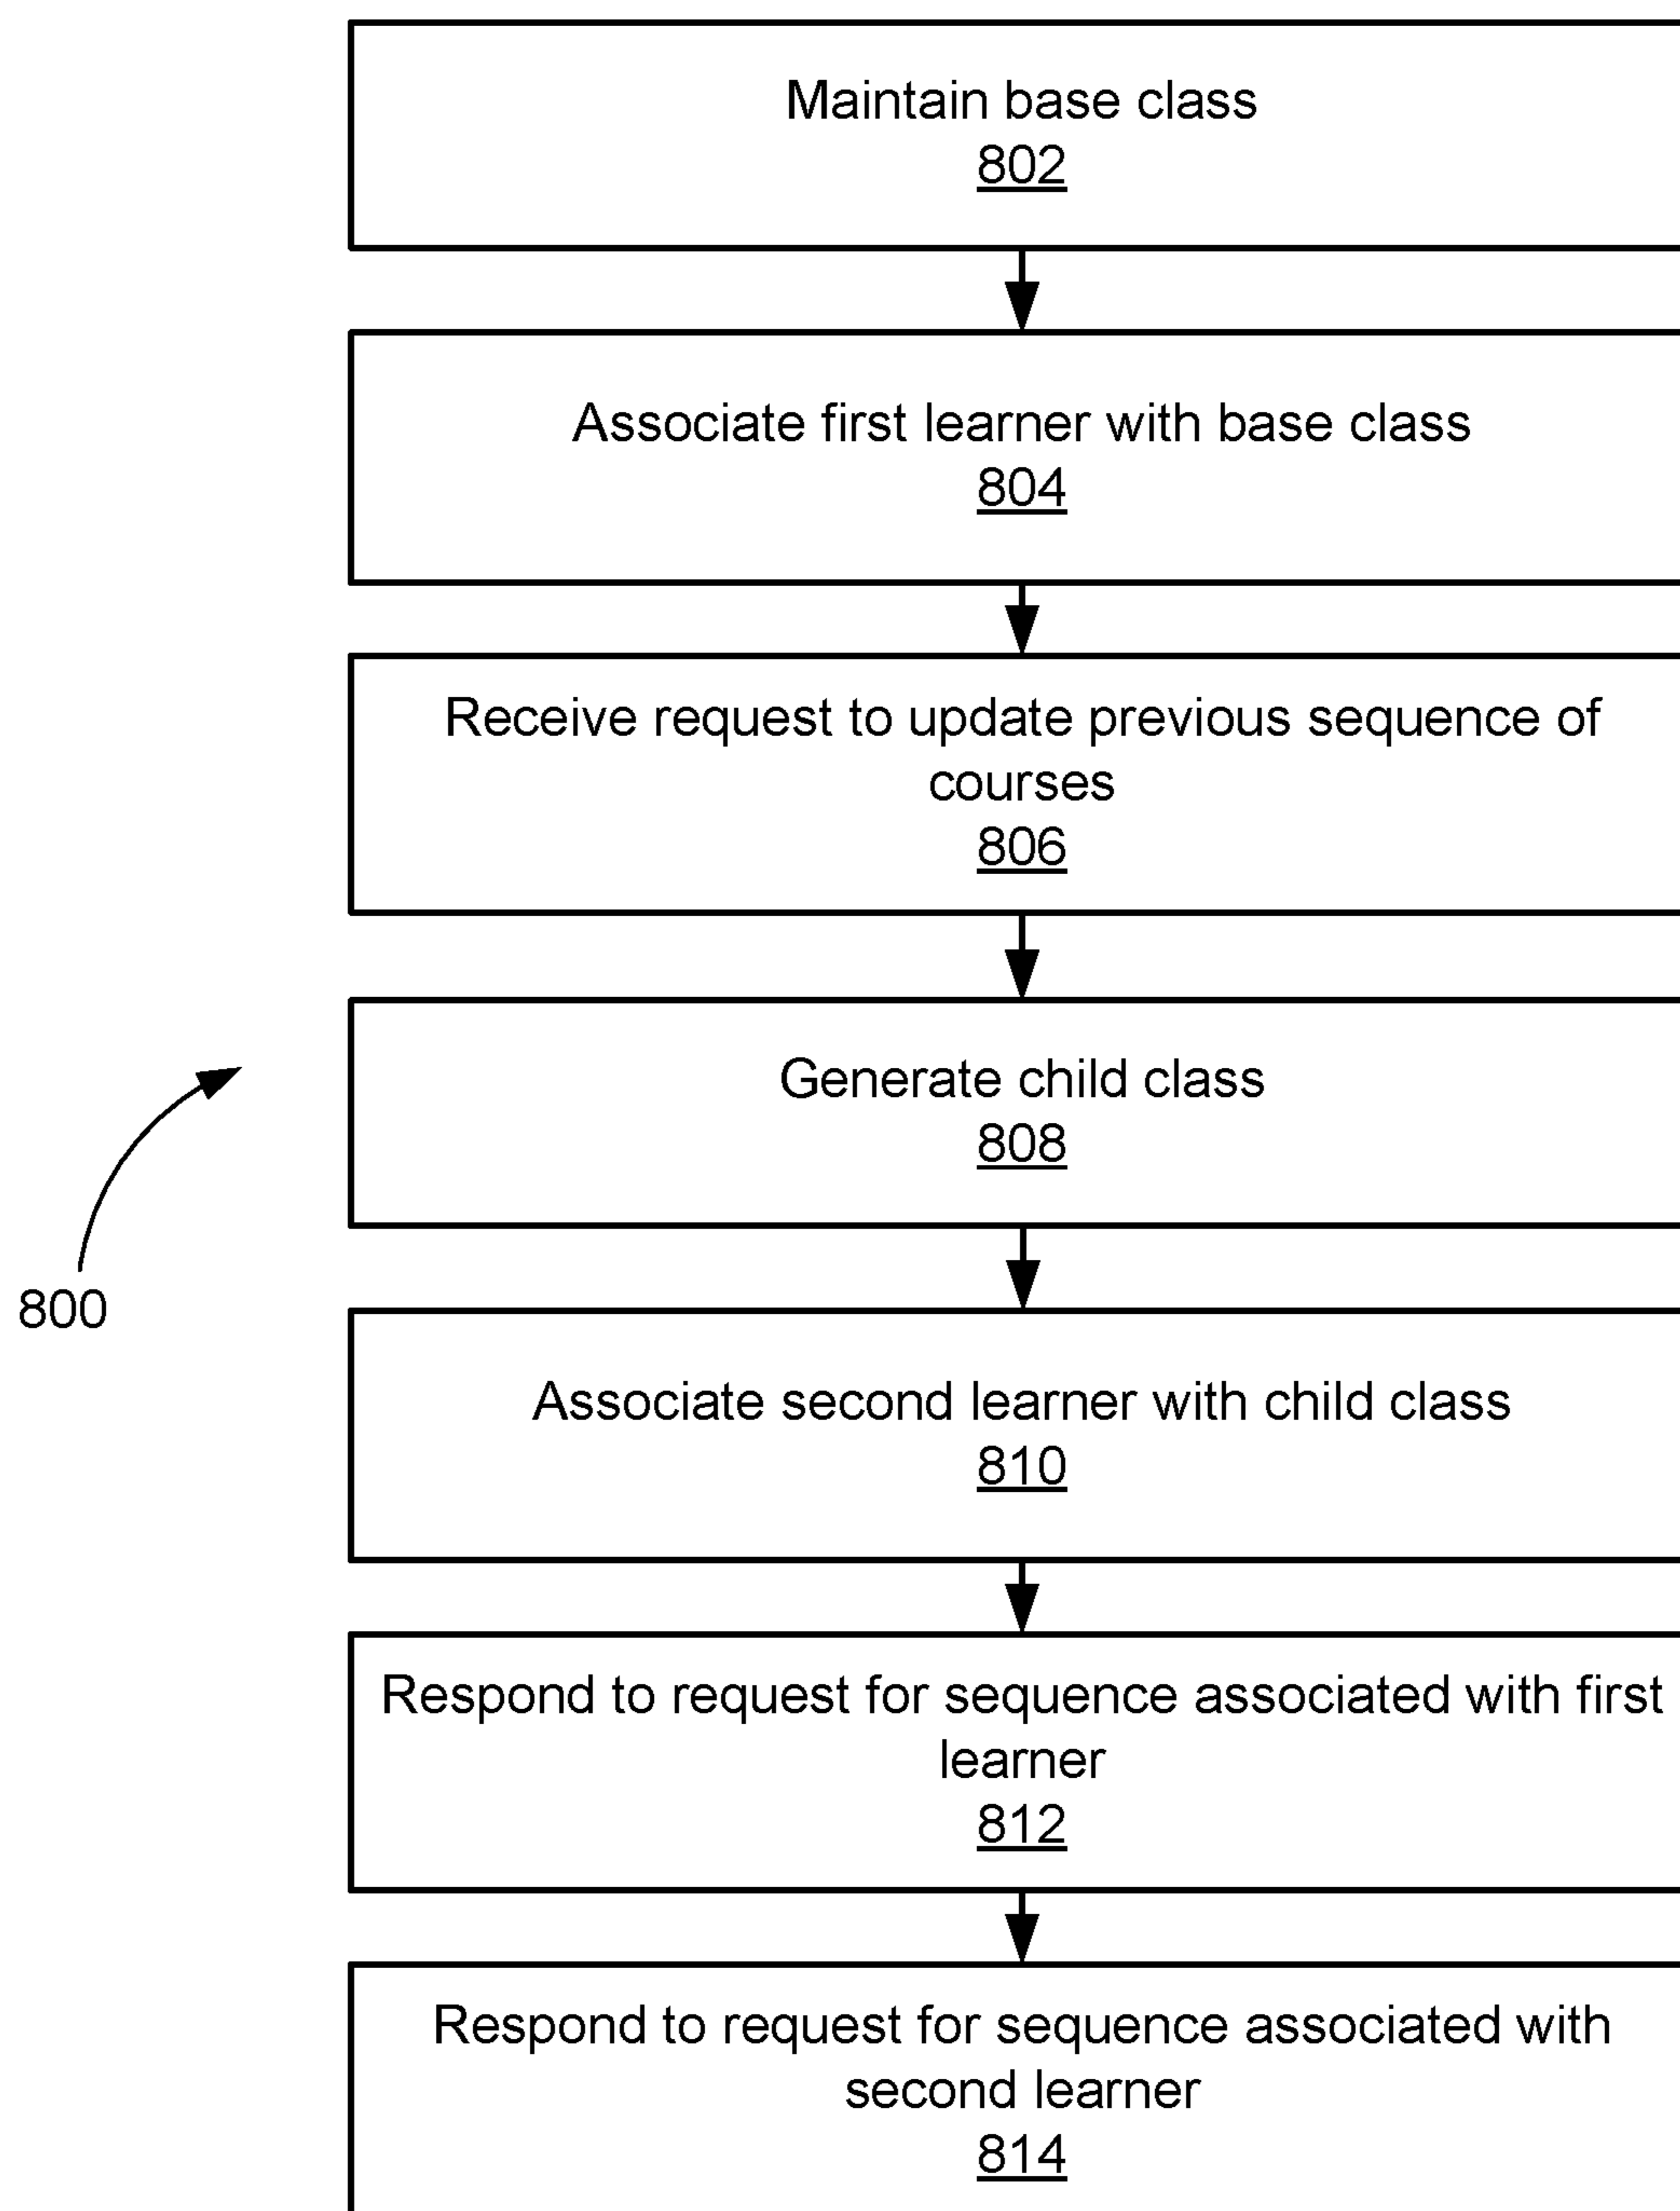 Maintain base class
802
Associate first learner with base class
804
Receive request to update previous sequence of
courses
806
Generate child class
808
800
Associate second learner with child class
810
Respond to request for sequence associated with first
learner
812
Respond to request for sequence associated with
second learner
814